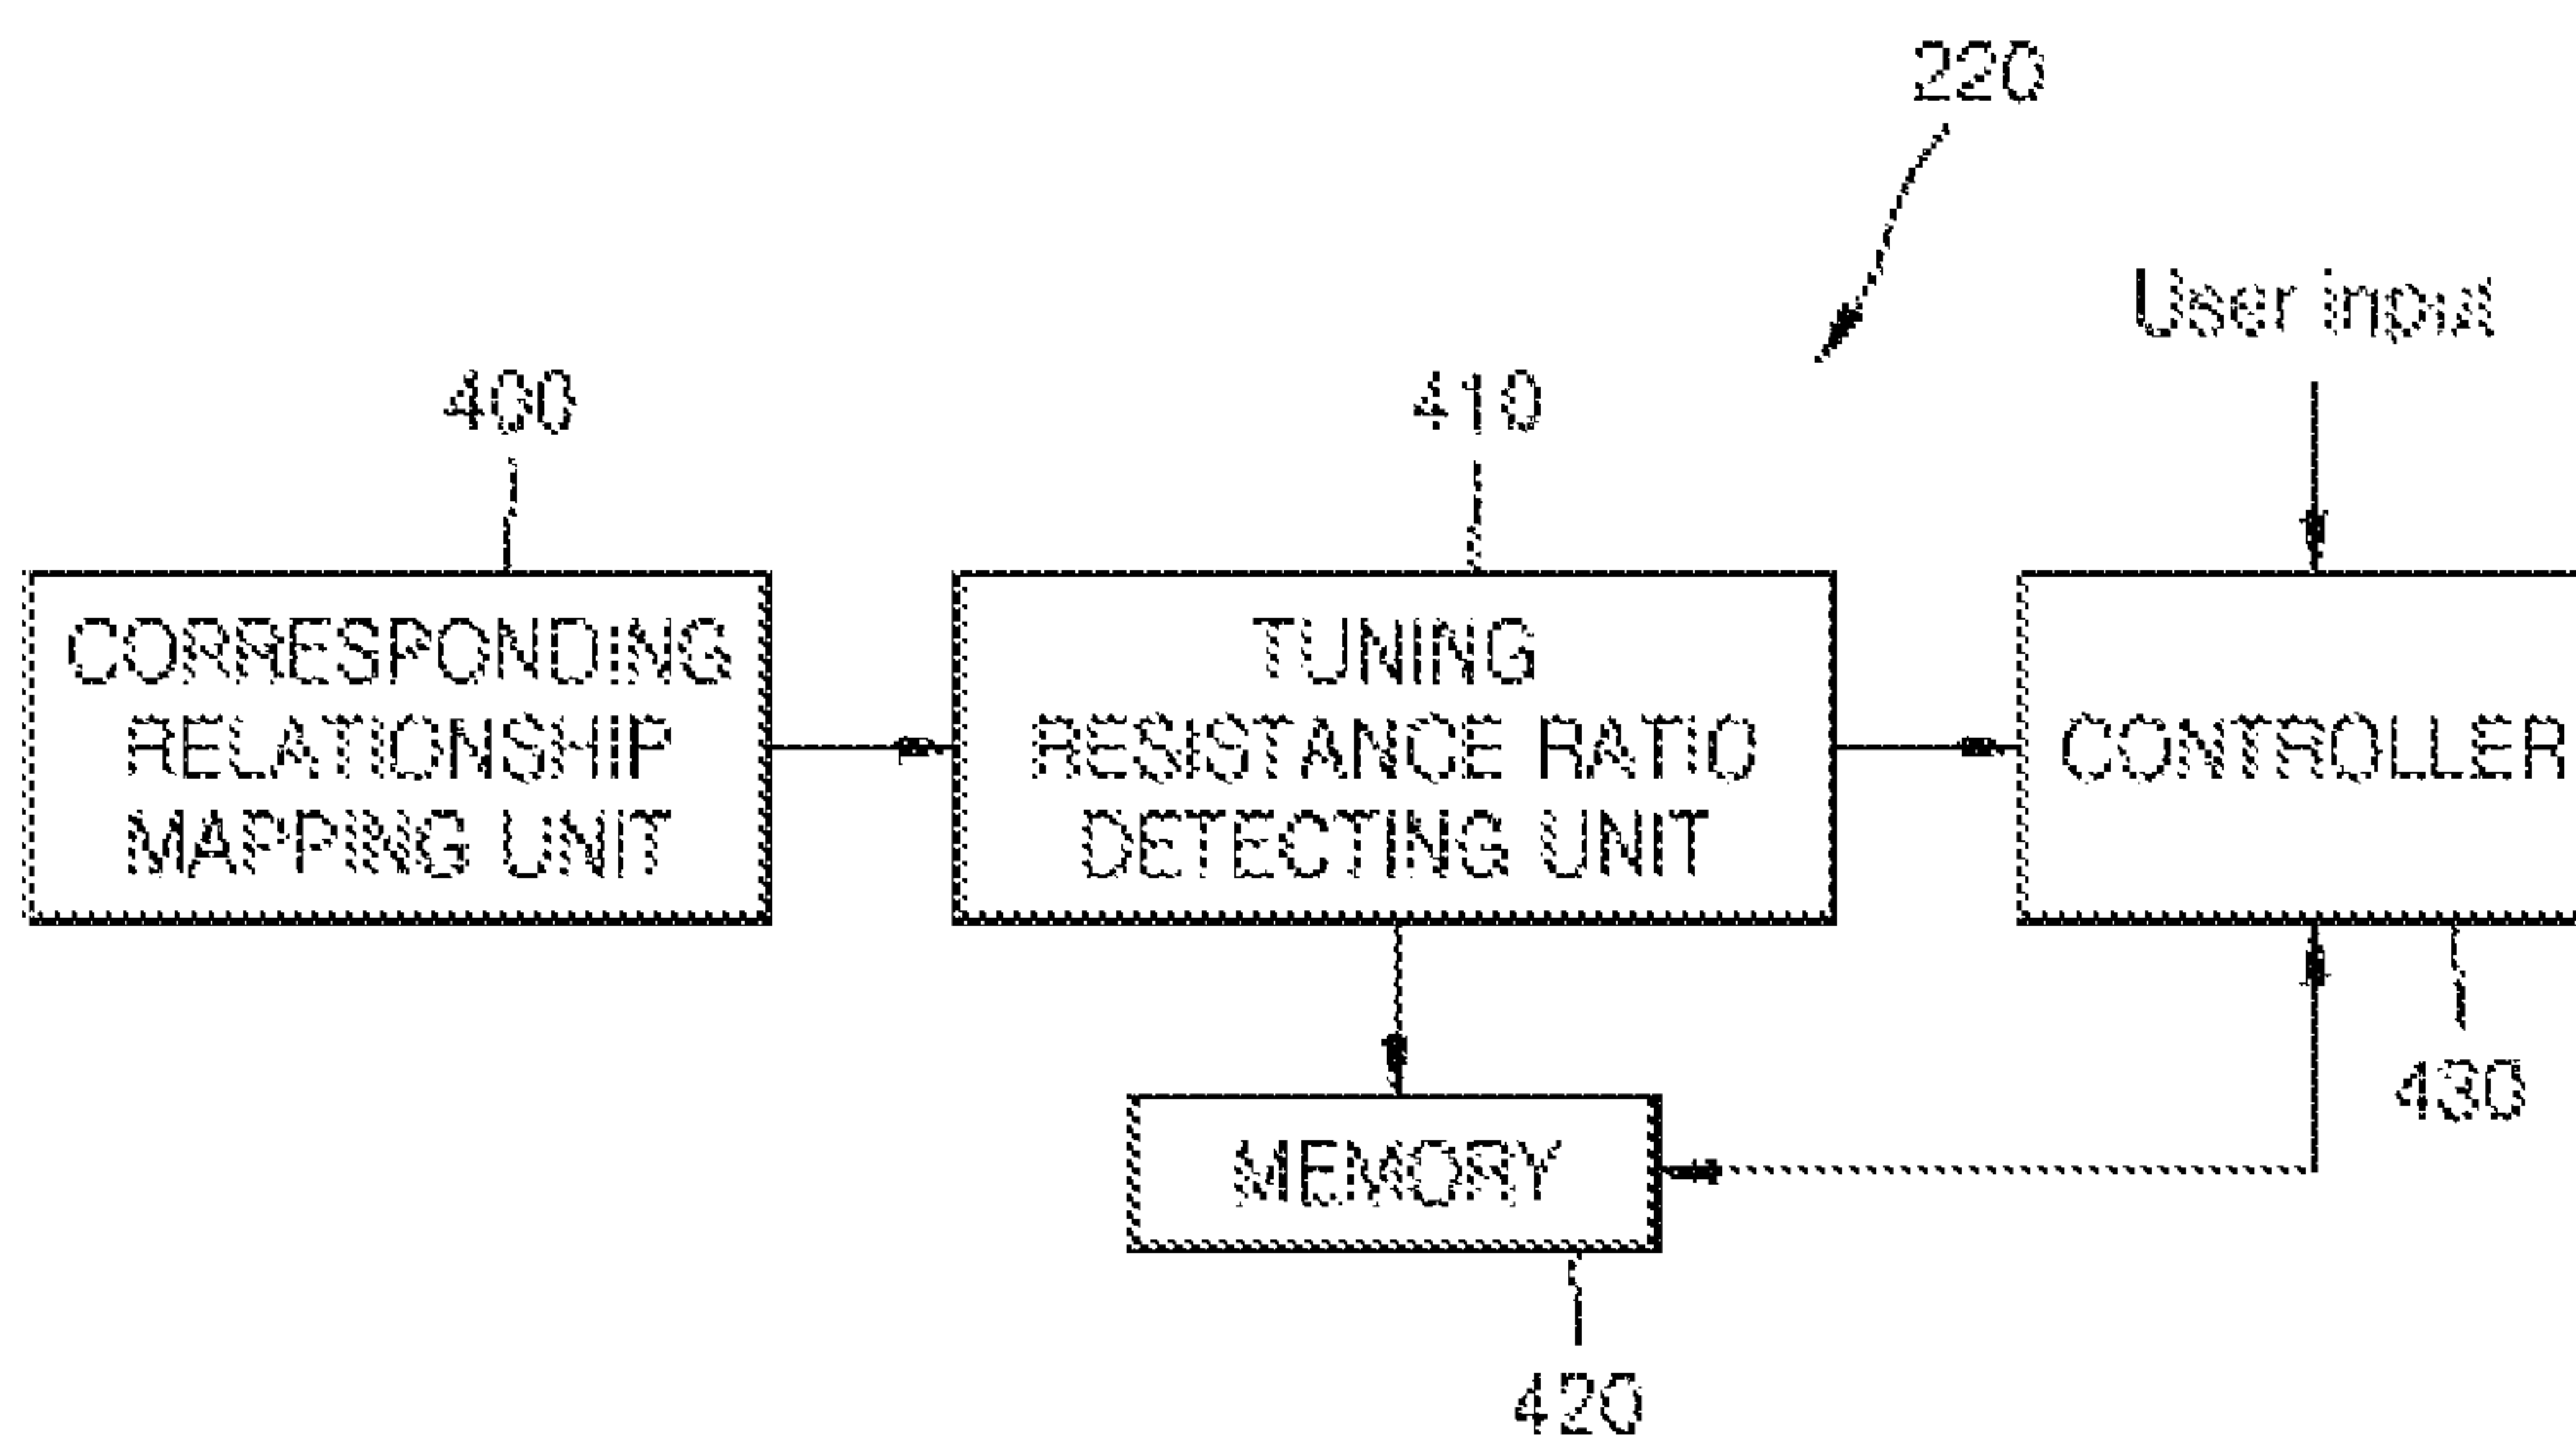 220
User input
400
410
CORRESPONDING
RELATIONSHIP
MAPPING UNIT
TUNING
RESISTANCE RATIO
DETECTING UNIT
CONTROLLER
430
MEMORY
420